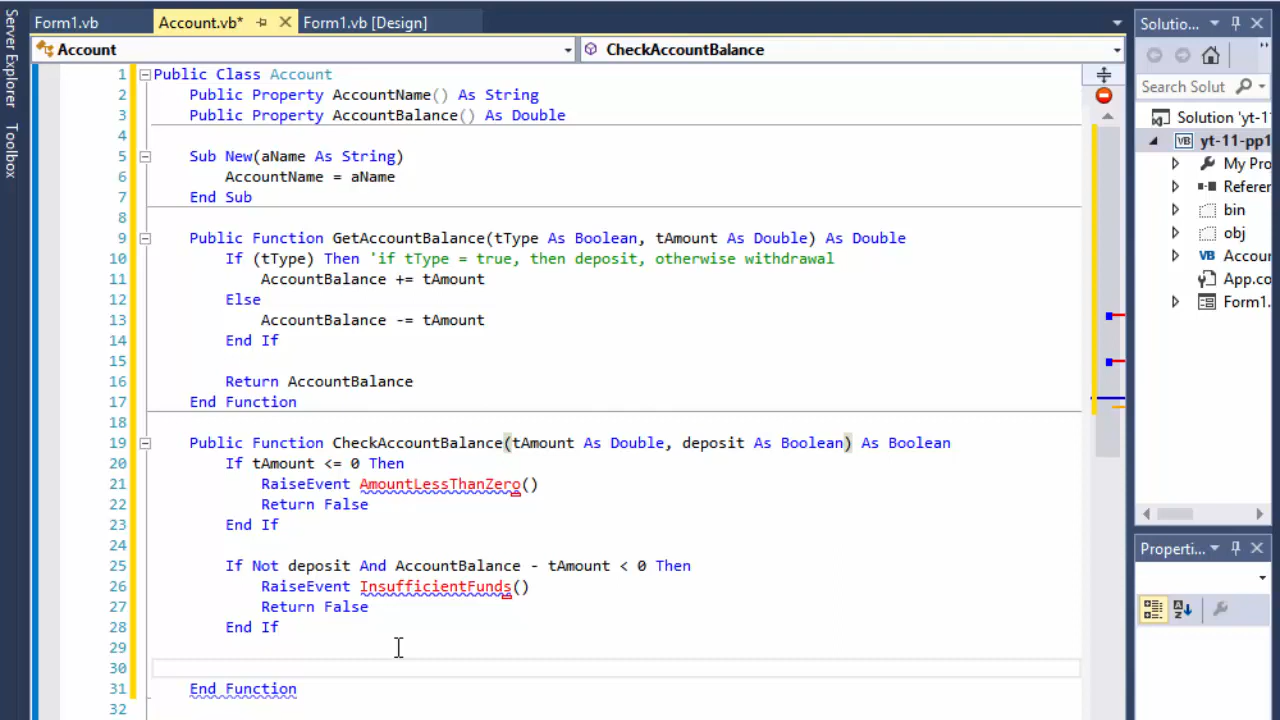 Server Explorer
Toolbox
Form1.vb
Account.vb*
Form1.vb [Design]
Account
CheckAccountBalance
1 Public Class Account
2 Public Property AccountName() As String
3 Public Property AccountBalance() As Double
4
5 Sub New(aName As String)
6 AccountName = aName
7 End Sub
8
9 Public Function GetAccountBalance(tType As Boolean, tAmount As Double) As Double
10 If (tType) Then 'if tType = true, then deposit, otherwise withdrawal
11 AccountBalance += tAmount
12 Else
13 AccountBalance -= tAmount
14 End If
15
16 Return AccountBalance
17 End Function
18
19 Public Function CheckAccountBalance(tAmount As Double, deposit As Boolean) As Boolean
20 If tAmount <= 0 Then
21 RaiseEvent AmountLessThanZero()
22 Return False
23 End If
24
25 If Not deposit And AccountBalance - tAmount < 0 Then
26 RaiseEvent InsufficientFunds()
27 Return False
28 End If
29
30
31 End Function
32
Solutio...
Search Solut
Solution 'yt-1
VB yt-11-pp1
My Pro
Referer
bin
obj
VB Accour
App.co
Form1.
Properti...